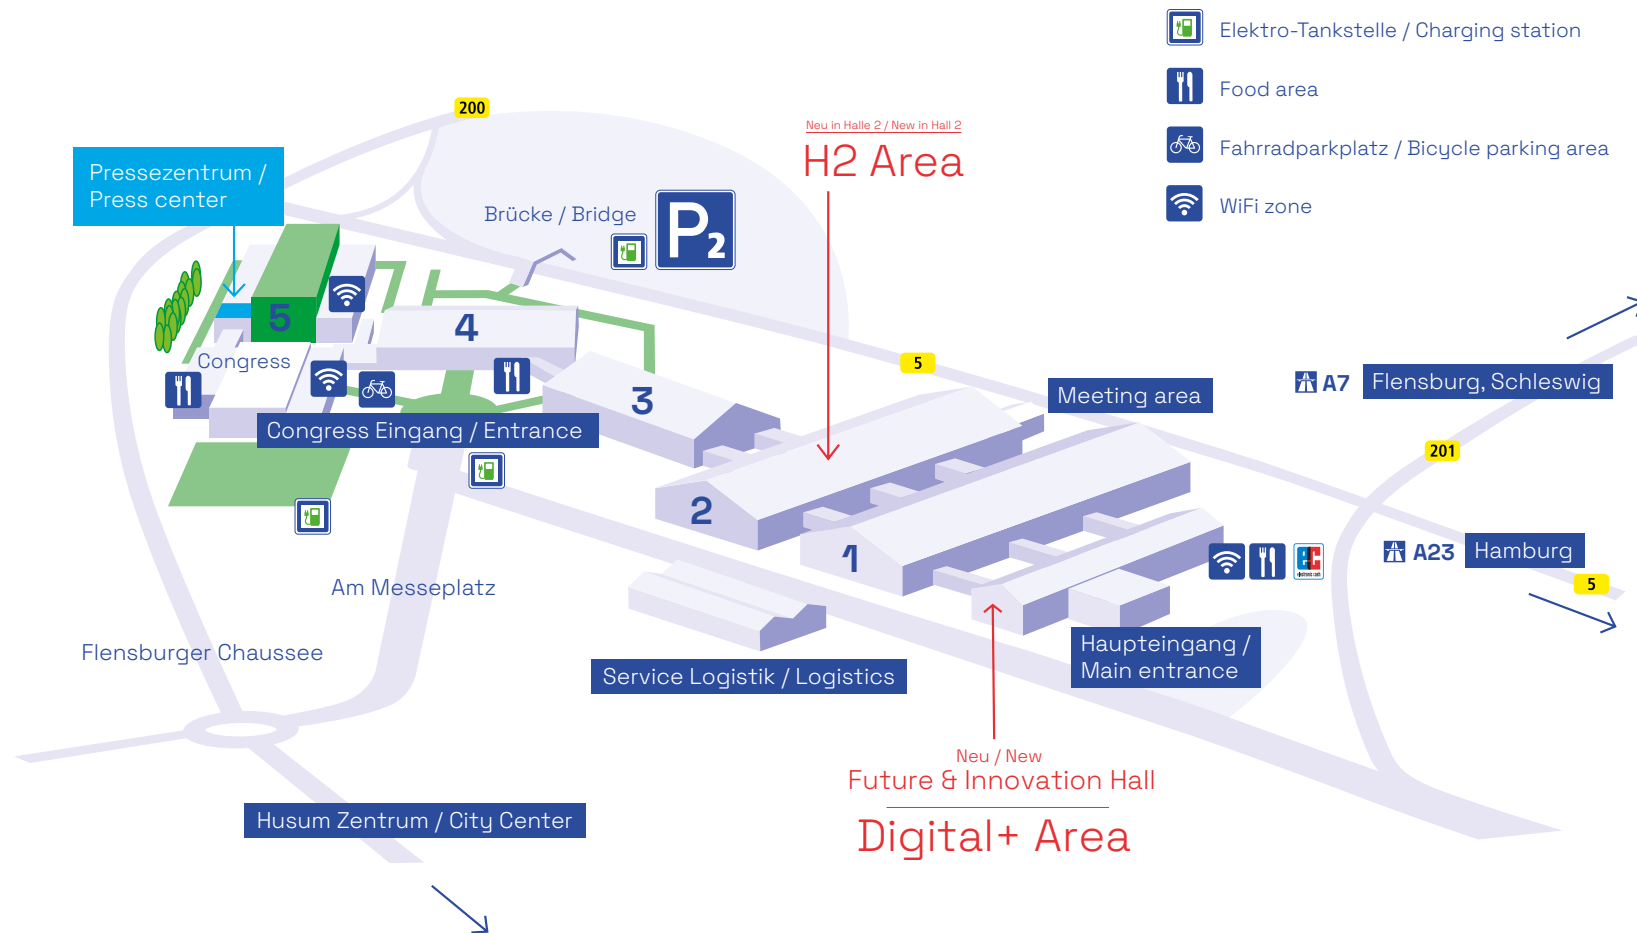 Elektro-Tankstelle / Charging station
Food area
Fahrradparkplatz / Bicycle parking area
WiFi zone
200
Neu in Halle 2 / New in Hall 2
H2 Area
Pressezentrum /
Press center
Brücke / Bridge
P2
5
4
Congress
3
5
Meeting area
A7
Flensburg, Schleswig
Congress Eingang / Entrance
201
2
1
A23
Hamburg
EC
electronic cash
5
Am Messeplatz
Flensburger Chaussee
Service Logistik / Logistics
Haupteingang /
Main entrance
Neu / New
Future & Innovation Hall
Digital+ Area
Husum Zentrum / City Center